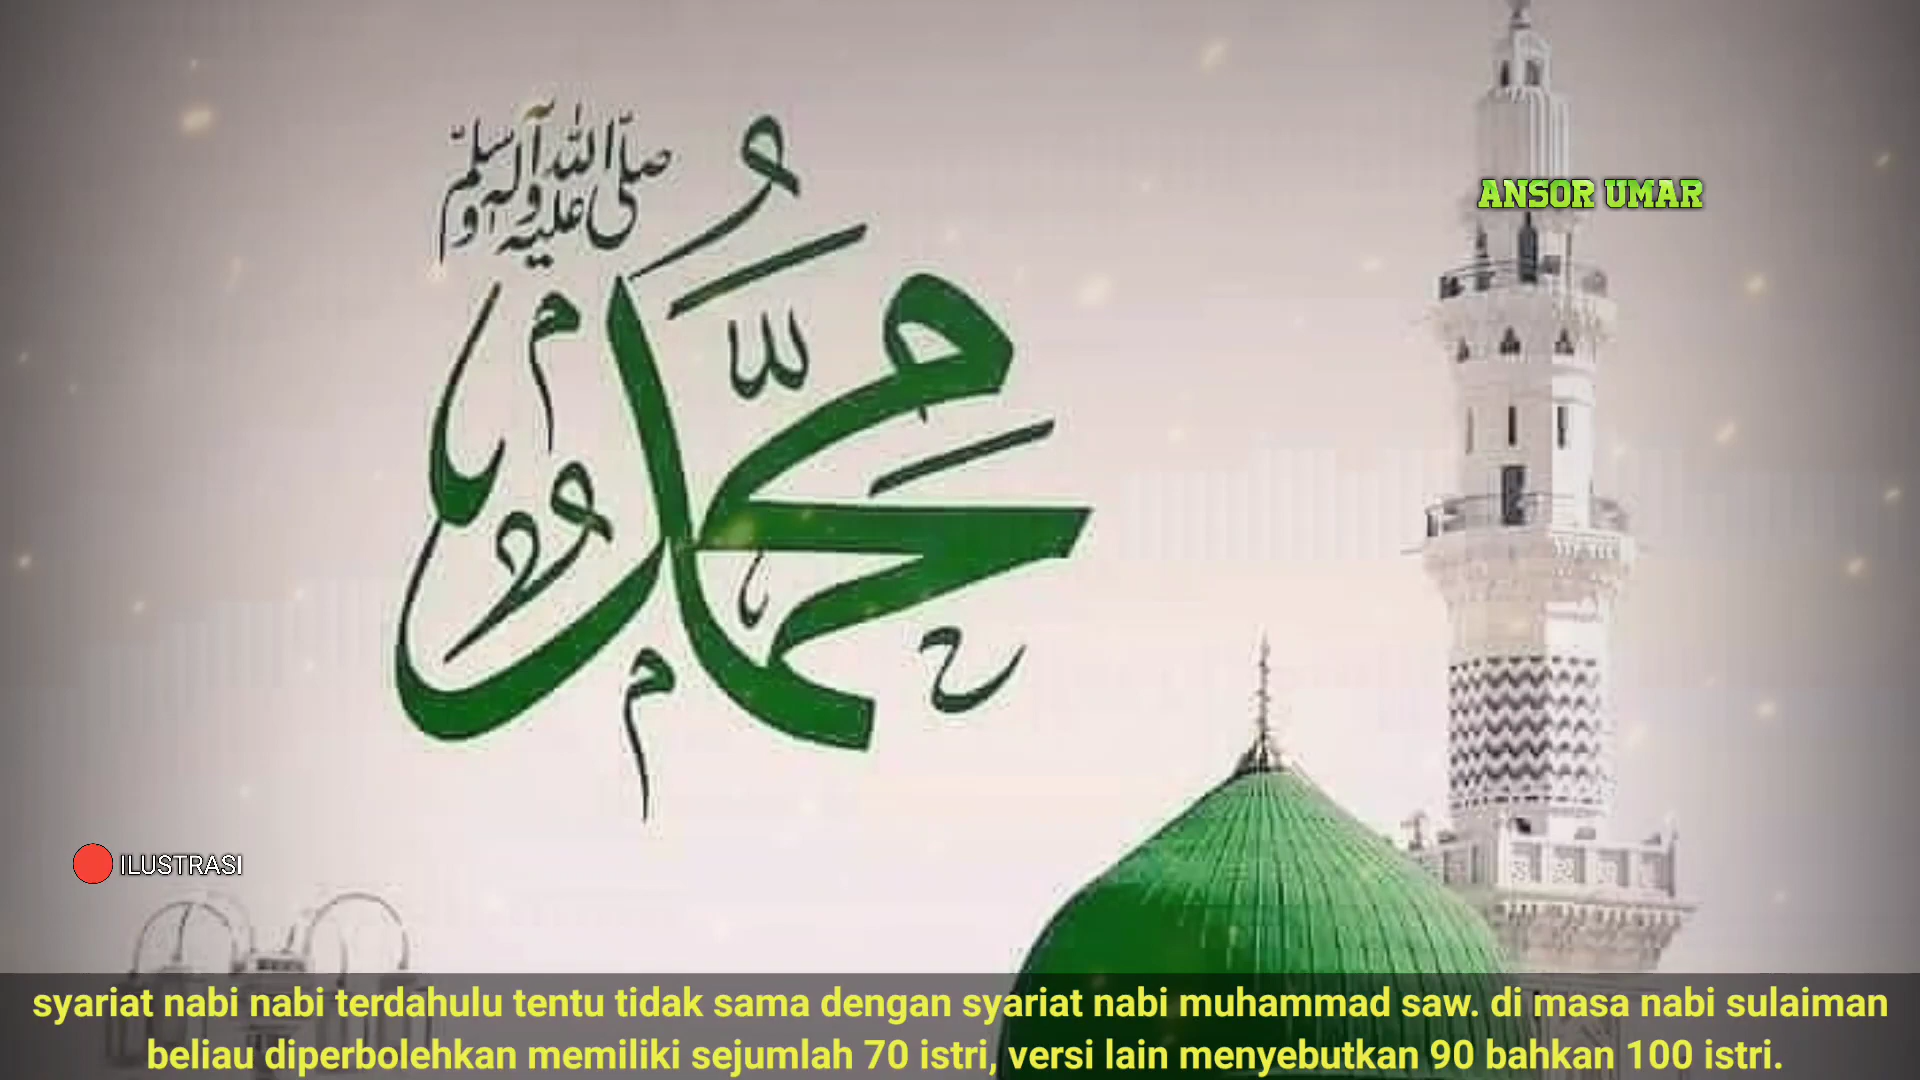 صلى الله عليه وآله وسلم
محمد
ANSOR UMAR
ILUSTRASI
syariat nabi nabi terdahulu tentu tidak sama dengan syariat nabi muhammad saw. di masa nabi sulaiman
beliau diperbolehkan memiliki sejumlah 70 istri, versi lain menyebutkan 90 bahkan 100 istri.